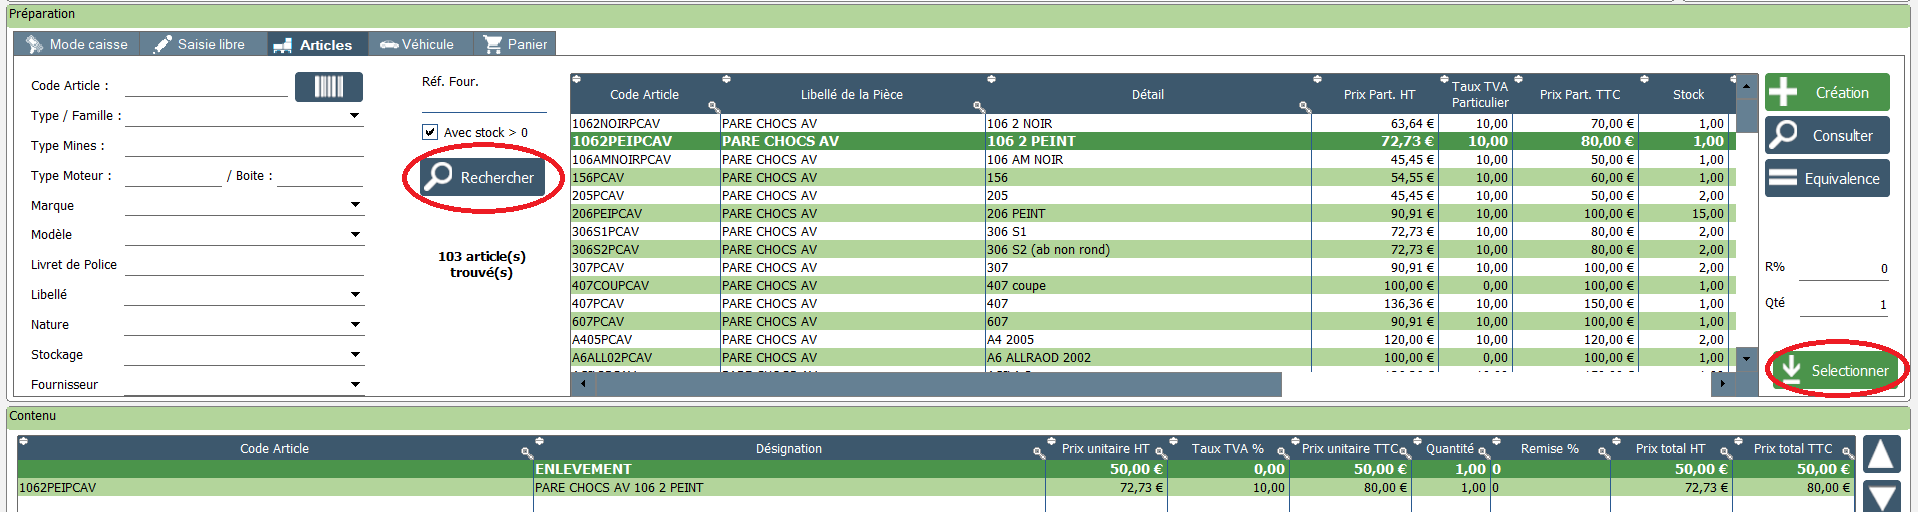 Préparation
Mode caisse Saisie libre Articles Véhicule Panier
Code Article :
Type / Famille :
Type Mines :
Type Moteur : / Boite :
Marque
Modèle
Livret de Police
Libellé
Nature
Stockage
Fournisseur
Réf. Four.
Avec stock > 0
Rechercher
103 article(s)
trouvé(s)
Code Article Libellé de la Pièce Détail Prix Part. HT Taux TVA Particulier Prix Part. TTC Stock
1062NOIRPCAV PARE CHOCS AV 106 2 NOIR 63,64 € 10,00 70,00 € 1,00
1062PEIPCAV PARE CHOCS AV 106 2 PEINT 72,73 € 10,00 80,00 € 1,00
106AMNOIRPCAV PARE CHOCS AV 106 AM NOIR 45,45 € 10,00 50,00 € 1,00
156PCAV PARE CHOCS AV 156 54,55 € 10,00 60,00 € 1,00
205PCAV PARE CHOCS AV 205 45,45 € 10,00 50,00 € 2,00
206PEIPCAV PARE CHOCS AV 206 PEINT 90,91 € 10,00 100,00 € 15,00
306S1PCAV PARE CHOCS AV 306 S1 72,73 € 10,00 80,00 € 2,00
306S2PCAV PARE CHOCS AV 306 S2 (ab non rond) 72,73 € 10,00 80,00 € 2,00
307PCAV PARE CHOCS AV 307 90,91 € 10,00 100,00 € 2,00
407COUPCAV PARE CHOCS AV 407 coupe 100,00 € 0,00 100,00 € 1,00
407PCAV PARE CHOCS AV 407 136,36 € 10,00 150,00 € 1,00
607PCAV PARE CHOCS AV 607 90,91 € 10,00 100,00 € 1,00
A405PCAV PARE CHOCS AV A4 2005 120,00 € 10,00 120,00 € 2,00
A6ALL02PCAV PARE CHOCS AV A6 ALLRAOD 2002 100,00 € 0,00 100,00 € 1,00
Création
Consulter
Equivalence
R% 0
Qté 1
Selectionner
Contenu
Code Article Désignation Prix unitaire HT Taux TVA % Prix unitaire TTC Quantité Remise % Prix total HT Prix total TTC
ENLEVEMENT 50,00 € 0,00 50,00 € 1,00 0 50,00 € 50,00 €
1062PEIPCAV PARE CHOCS AV 106 2 PEINT 72,73 € 10,00 80,00 € 1,00 0 72,73 € 80,00 €